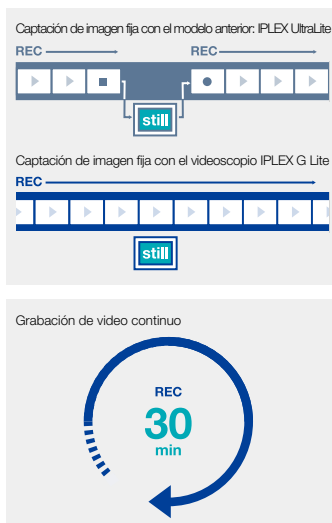 Captación de imagen fija con el modelo anterior: IPLEX UltraLite
REC REC
still
Captación de imagen fija con el videoscopio IPLEX G Lite
REC
still
Grabación de video continuo
REC
30
min